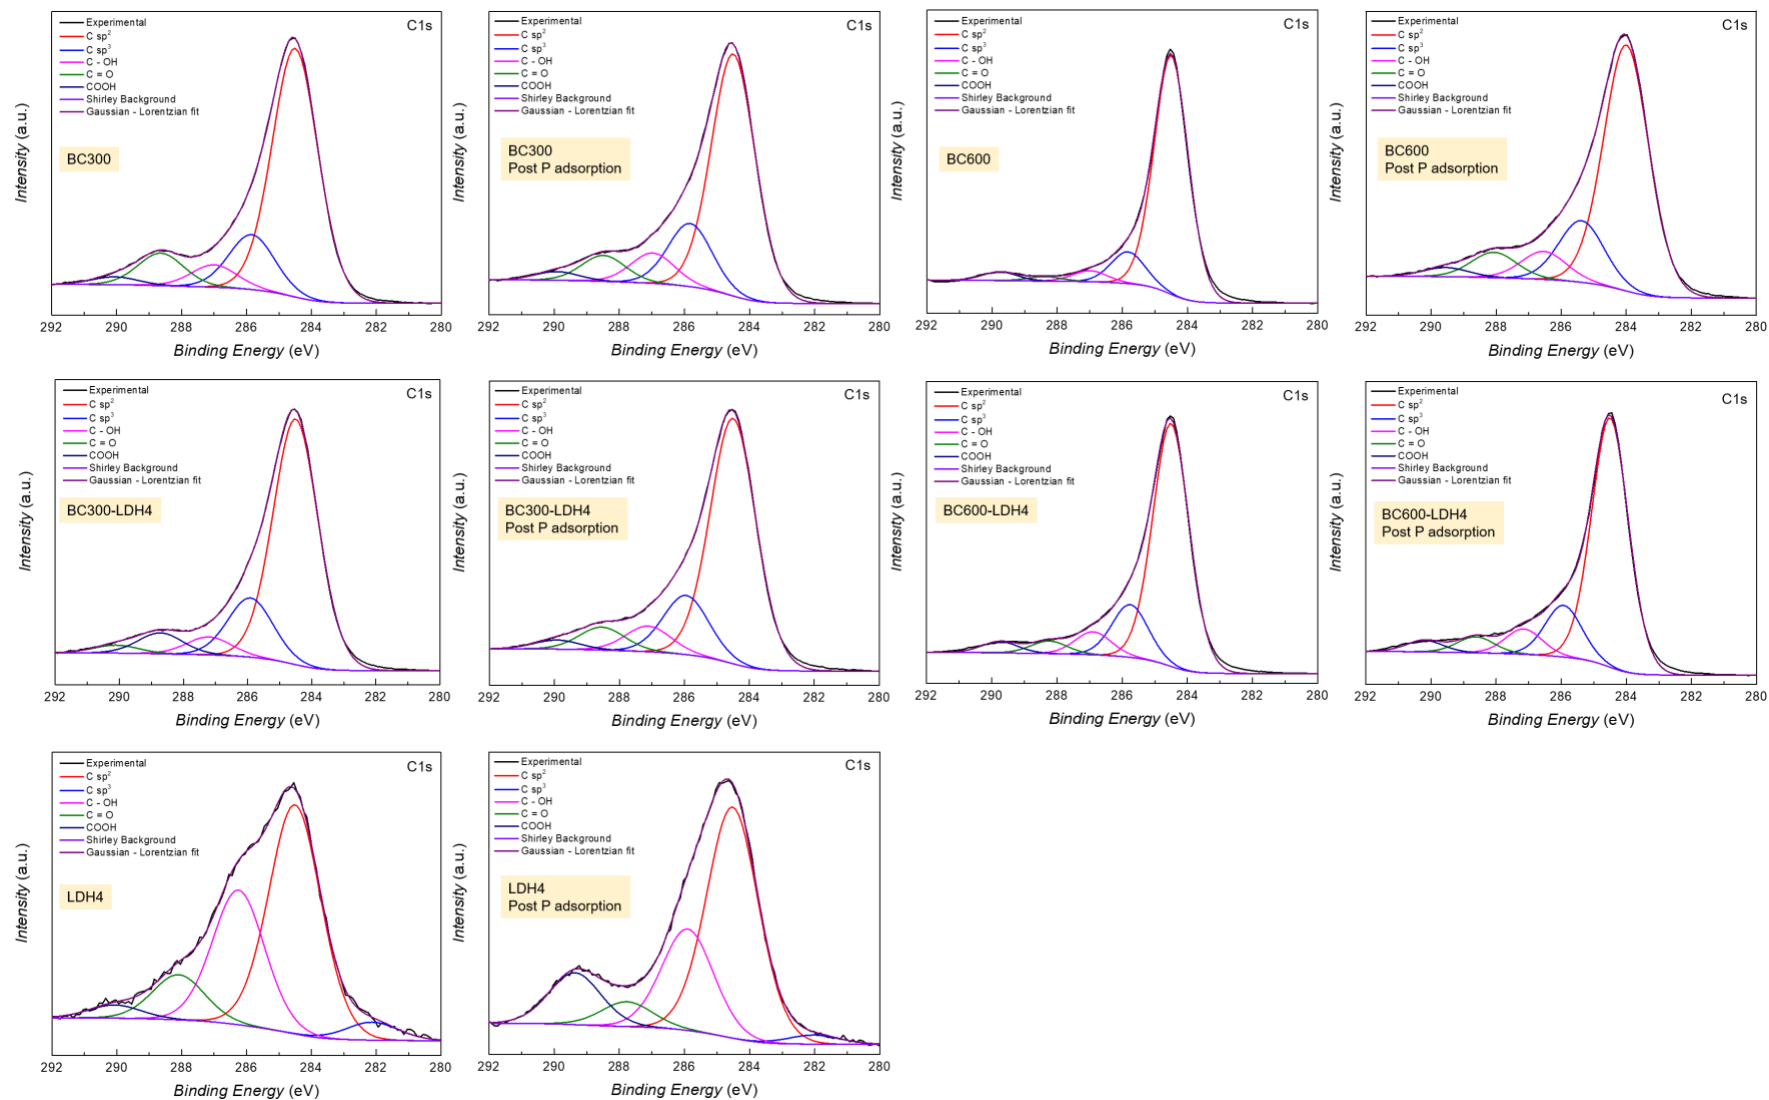 Experimental
C sp²
C sp³
C - OH
C = O
COOH
Shirley Background
Gaussian - Lorentzian fit
C1s
BC300
Intensity (a.u.)
292 290 288 286 284 282 280
Binding Energy (eV)
Experimental
C sp²
C sp³
C - OH
C = O
COOH
Shirley Background
Gaussian - Lorentzian fit
C1s
BC300
Post P adsorption
Intensity (a.u.)
292 290 288 286 284 282 280
Binding Energy (eV)
Experimental
C sp²
C sp³
C - OH
C = O
COOH
Shirley Background
Gaussian - Lorentzian fit
C1s
BC600
Intensity (a.u.)
292 290 288 286 284 282 280
Binding Energy (eV)
Experimental
C sp²
C sp³
C - OH
C = O
COOH
Shirley Background
Gaussian - Lorentzian fit
C1s
BC600
Post P adsorption
Intensity (a.u.)
292 290 288 286 284 282 280
Binding Energy (eV)
Experimental
C sp²
C sp³
C - OH
C = O
COOH
Shirley Background
Gaussian - Lorentzian fit
C1s
BC300-LDH4
Intensity (a.u.)
292 290 288 286 284 282 280
Binding Energy (eV)
Experimental
C sp²
C sp³
C - OH
C = O
COOH
Shirley Background
Gaussian - Lorentzian fit
C1s
BC300-LDH4
Post P adsorption
Intensity (a.u.)
292 290 288 286 284 282 280
Binding Energy (eV)
Experimental
C sp²
C sp³
C - OH
C = O
COOH
Shirley Background
Gaussian - Lorentzian fit
C1s
BC600-LDH4
Intensity (a.u.)
292 290 288 286 284 282 280
Binding Energy (eV)
Experimental
C sp²
C sp³
C - OH
C = O
COOH
Shirley Background
Gaussian - Lorentzian fit
C1s
BC600-LDH4
Post P adsorption
Intensity (a.u.)
292 290 288 286 284 282 280
Binding Energy (eV)
Experimental
C sp²
C sp³
C - OH
C = O
COOH
Shirley Background
Gaussian - Lorentzian fit
C1s
LDH4
Intensity (a.u.)
292 290 288 286 284 282 280
Binding Energy (eV)
Experimental
C sp²
C sp³
C - OH
C = O
COOH
Shirley Background
Gaussian - Lorentzian fit
C1s
LDH4
Post P adsorption
Intensity (a.u.)
292 290 288 286 284 282 280
Binding Energy (eV)